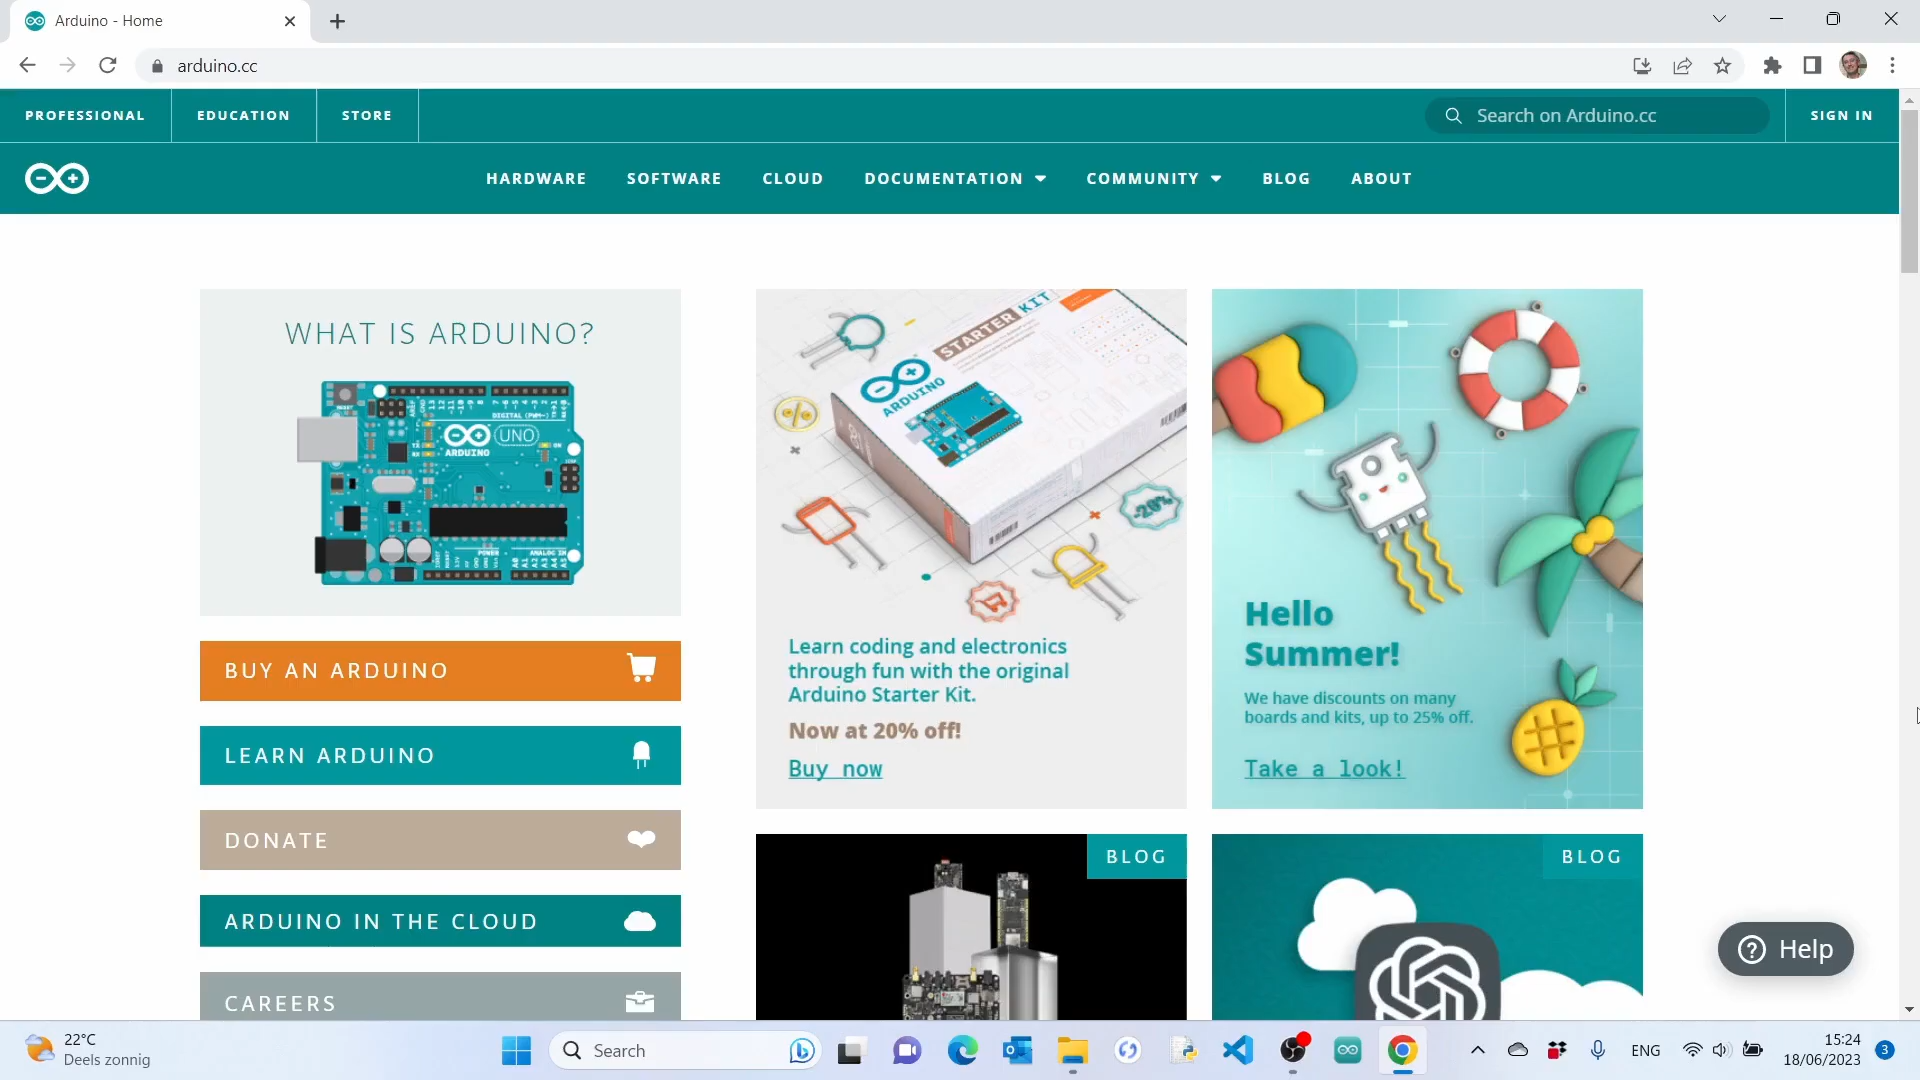 Arduino - Home
arduino.cc
PROFESSIONAL
EDUCATION
STORE
Search on Arduino.cc
SIGN IN
HARDWARE
SOFTWARE
CLOUD
DOCUMENTATION
COMMUNITY
BLOG
ABOUT
WHAT IS ARDUINO?
UNO
ARDUINO
STARTER KIT
ARDUINO
-20%
Learn coding and electronics
through fun with the original
Arduino Starter Kit.
Now at 20% off!
Buy now
Hello
Summer!
We have discounts on many
boards and kits, up to 25% off.
Take a look!
BUY AN ARDUINO
LEARN ARDUINO
DONATE
ARDUINO IN THE CLOUD
CAREERS
BLOG
BLOG
Help
22°C
Deels zonnig
Search
ENG
15:24
18/06/2023
3